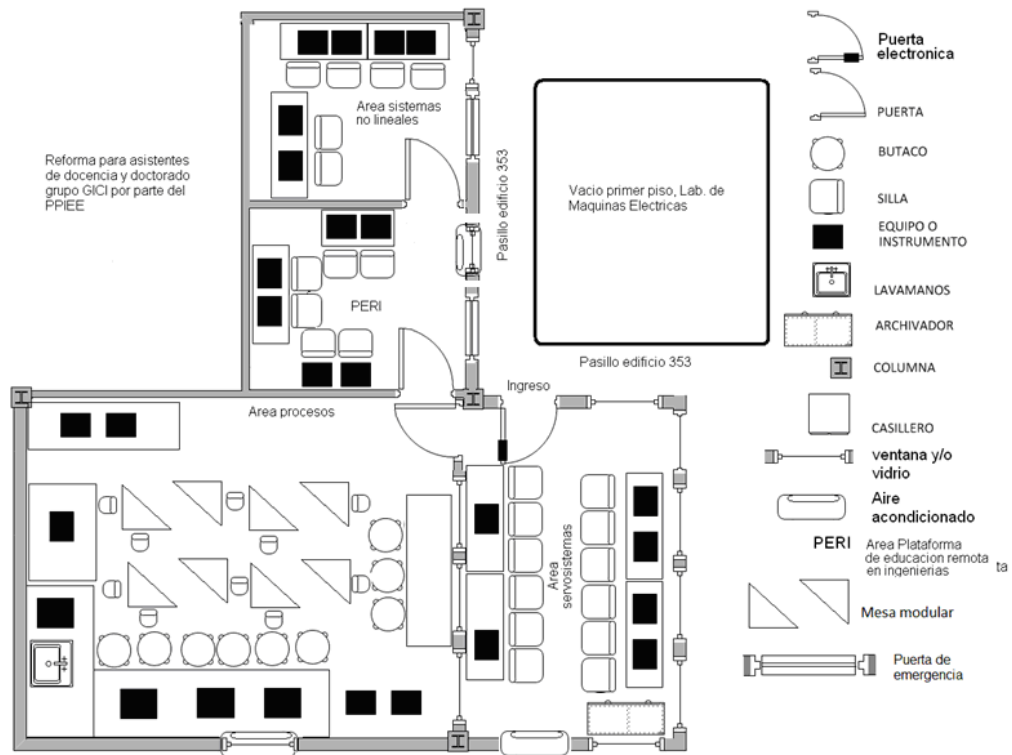 Area sistemas
no lineales
Reforma para asistentes
de docencia y doctorado
grupo GICI por parte del
PPIEE
Pasillo edificio 353
Vacio primer piso, Lab. de
Maquinas Electricas
PERI
Pasillo edificio 353
Ingreso
Area procesos
Area
servosistemas
Puerta
electronica
PUERTA
BUTACO
SILLA
EQUIPO O
INSTRUMENTO
LAVAMANOS
ARCHIVADOR
COLUMNA
CASILLERO
ventana y/o
vidrio
Aire
acondicionado
PERI Area Plataforma
de educacion remota
en ingenierias ta
Mesa modular
Puerta de
emergencia